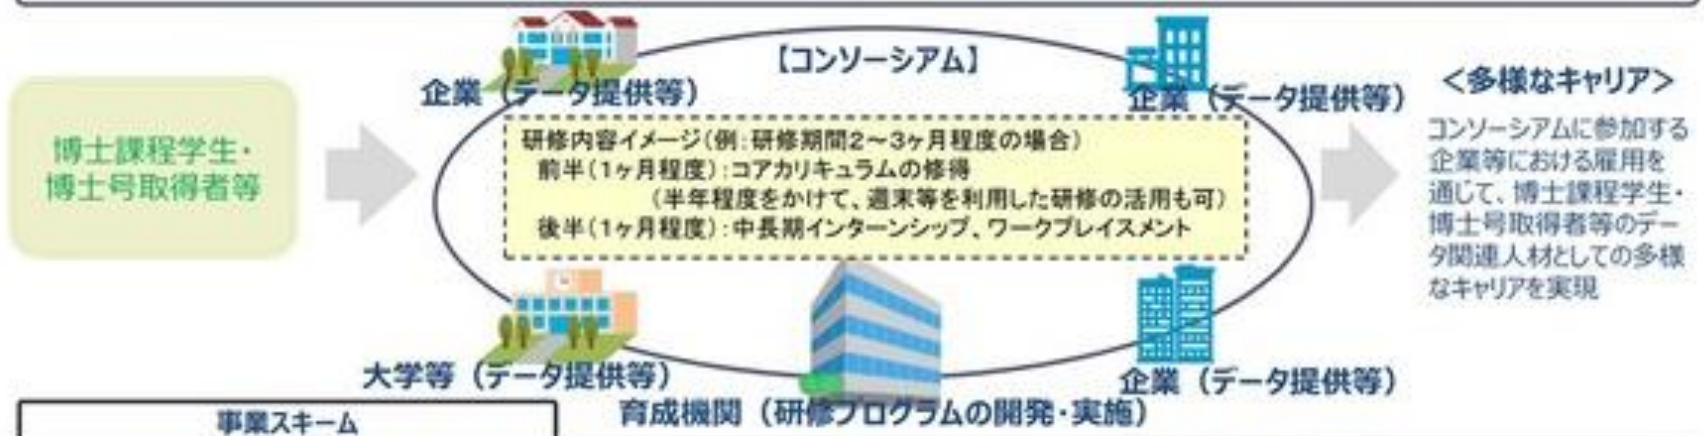 【コンソーシアム】
企業（データ提供等）
企業（データ提供等）
博士課程学生・
博士号取得者等
研修内容イメージ(例:研修期間2～3ヶ月程度の場合)
前半(1ヶ月程度):コアカリキュラムの修得
(半年程度をかけて、週末等を利用した研修の活用も可)
後半(1ヶ月程度):中長期インターンシップ、ワークプレイスメント
＜多様なキャリア＞
コンソーシアムに参加する
企業等における雇用を
通じて、博士課程学生・
博士号取得者等のデー
タ関連人材としての多様
なキャリアを実現
大学等（データ提供等）
育成機関（研修プログラムの開発・実施）
企業（データ提供等）
事業スキーム